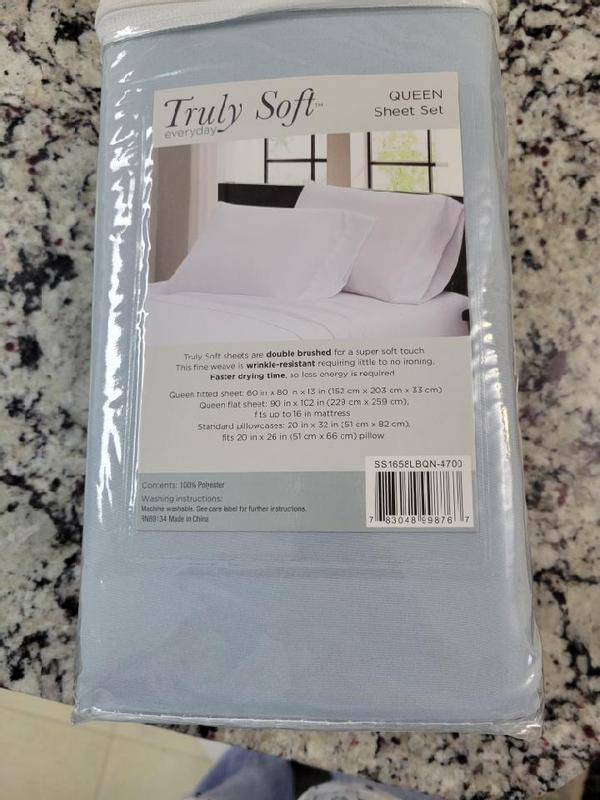 Truly Soft™
everyday
QUEEN
Sheet Set
Truly Soft sheets are double brushed for a super soft touch
This fine weave is wrinkle-resistant requiring little to no ironing.
Faster drying time, so less energy is required
Queen fitted sheet: 60 in x 80 in x 13 in (152 cm x 203 cm x 33 cm)
Queen flat sheet: 90 in x 102 in (229 cm x 259 cm),
fits up to 16 in mattress
Standard pillowcases: 20 in x 32 in (51 cm x 82 cm),
fits 20 in x 26 in (51 cm x 66 cm) pillow
Contents: 100% Polyester
Washing instructions:
Machine washable. See care label for further instructions.
RN89134 Made in China
SS1658LBQN-4700
7 83048 99876 7